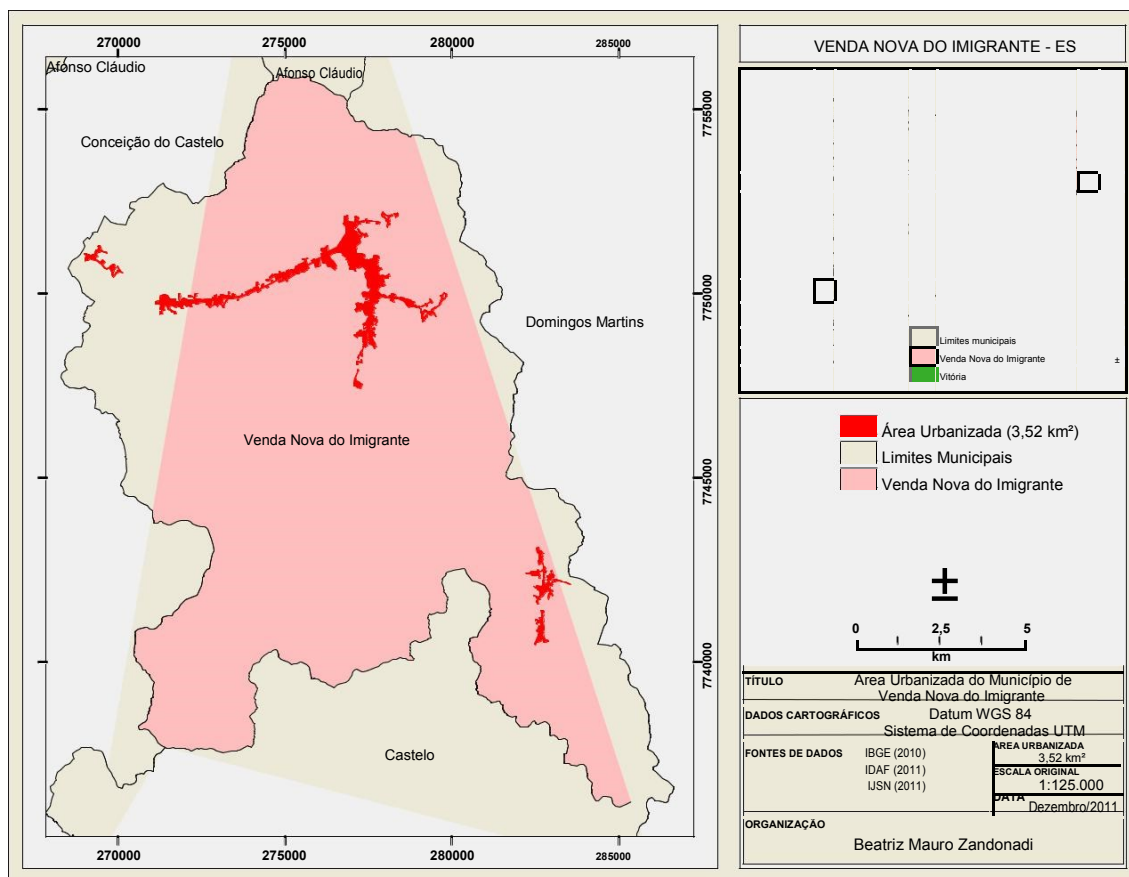 270000
275000
280000
285000
VENDA NOVA DO IMIGRANTE - ES
Afonso Cláudio
Afonso Cláudio
Conceição do Castelo
7755000
7750000
Domingos Martins
Limites municipais
Venda Nova do Imigrante
±
Vitória
Área Urbanizada (3,52 km²)
Limites Municipais
Venda Nova do Imigrante
Venda Nova do Imigrante
7745000
±
0 2,5 5
km
7740000
TÍTULO
Área Urbanizada do Município de
Venda Nova do Imigrante
DADOS CARTOGRÁFICOS
Datum WGS 84
Sistema de Coordenadas UTM
Castelo
FONTES DE DADOS
IBGE (2010)
IDAF (2011)
IJSN (2011)
ÁREA URBANIZADA
3,52 km²
ESCALA ORIGINAL
1:125.000
DATA
Dezembro/2011
ORGANIZAÇÃO
Beatriz Mauro Zandonadi
270000
275000
280000
285000